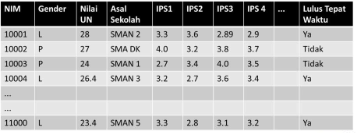 NIM Gender Nilai UN Asal Sekolah IPS1 IPS2 IPS3 IPS 4 ... Lulus Tepat Waktu
10001 L 28 SMAN 2 3.3 3.6 2.89 2.9 Ya
10002 P 27 SMA DK 4.0 3.2 3.8 3.7 Tidak
10003 P 24 SMAN 1 2.7 3.4 4.0 3.5 Tidak
10004 L 26.4 SMAN 3 3.2 2.7 3.6 3.4 Ya
...
...
11000 L 23.4 SMAN 5 3.3 2.8 3.1 3.2 Ya